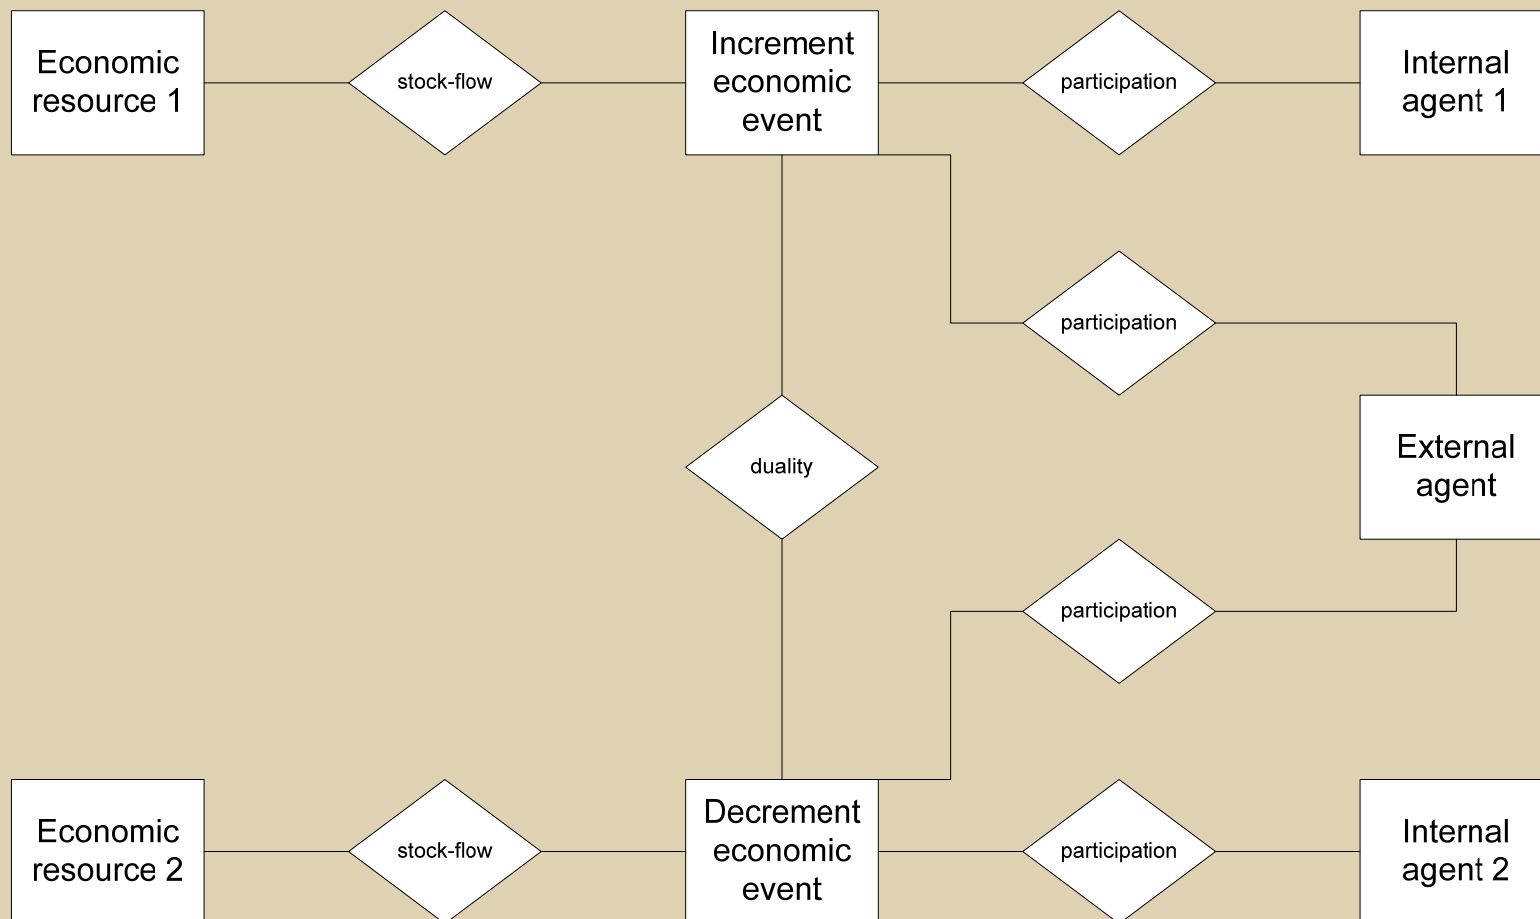 Economic
resource 1
stock-flow
Increment
economic
event
participation
Internal
agent 1
participation
duality
External
agent
participation
Economic
resource 2
stock-flow
Decrement
economic
event
participation
Internal
agent 2